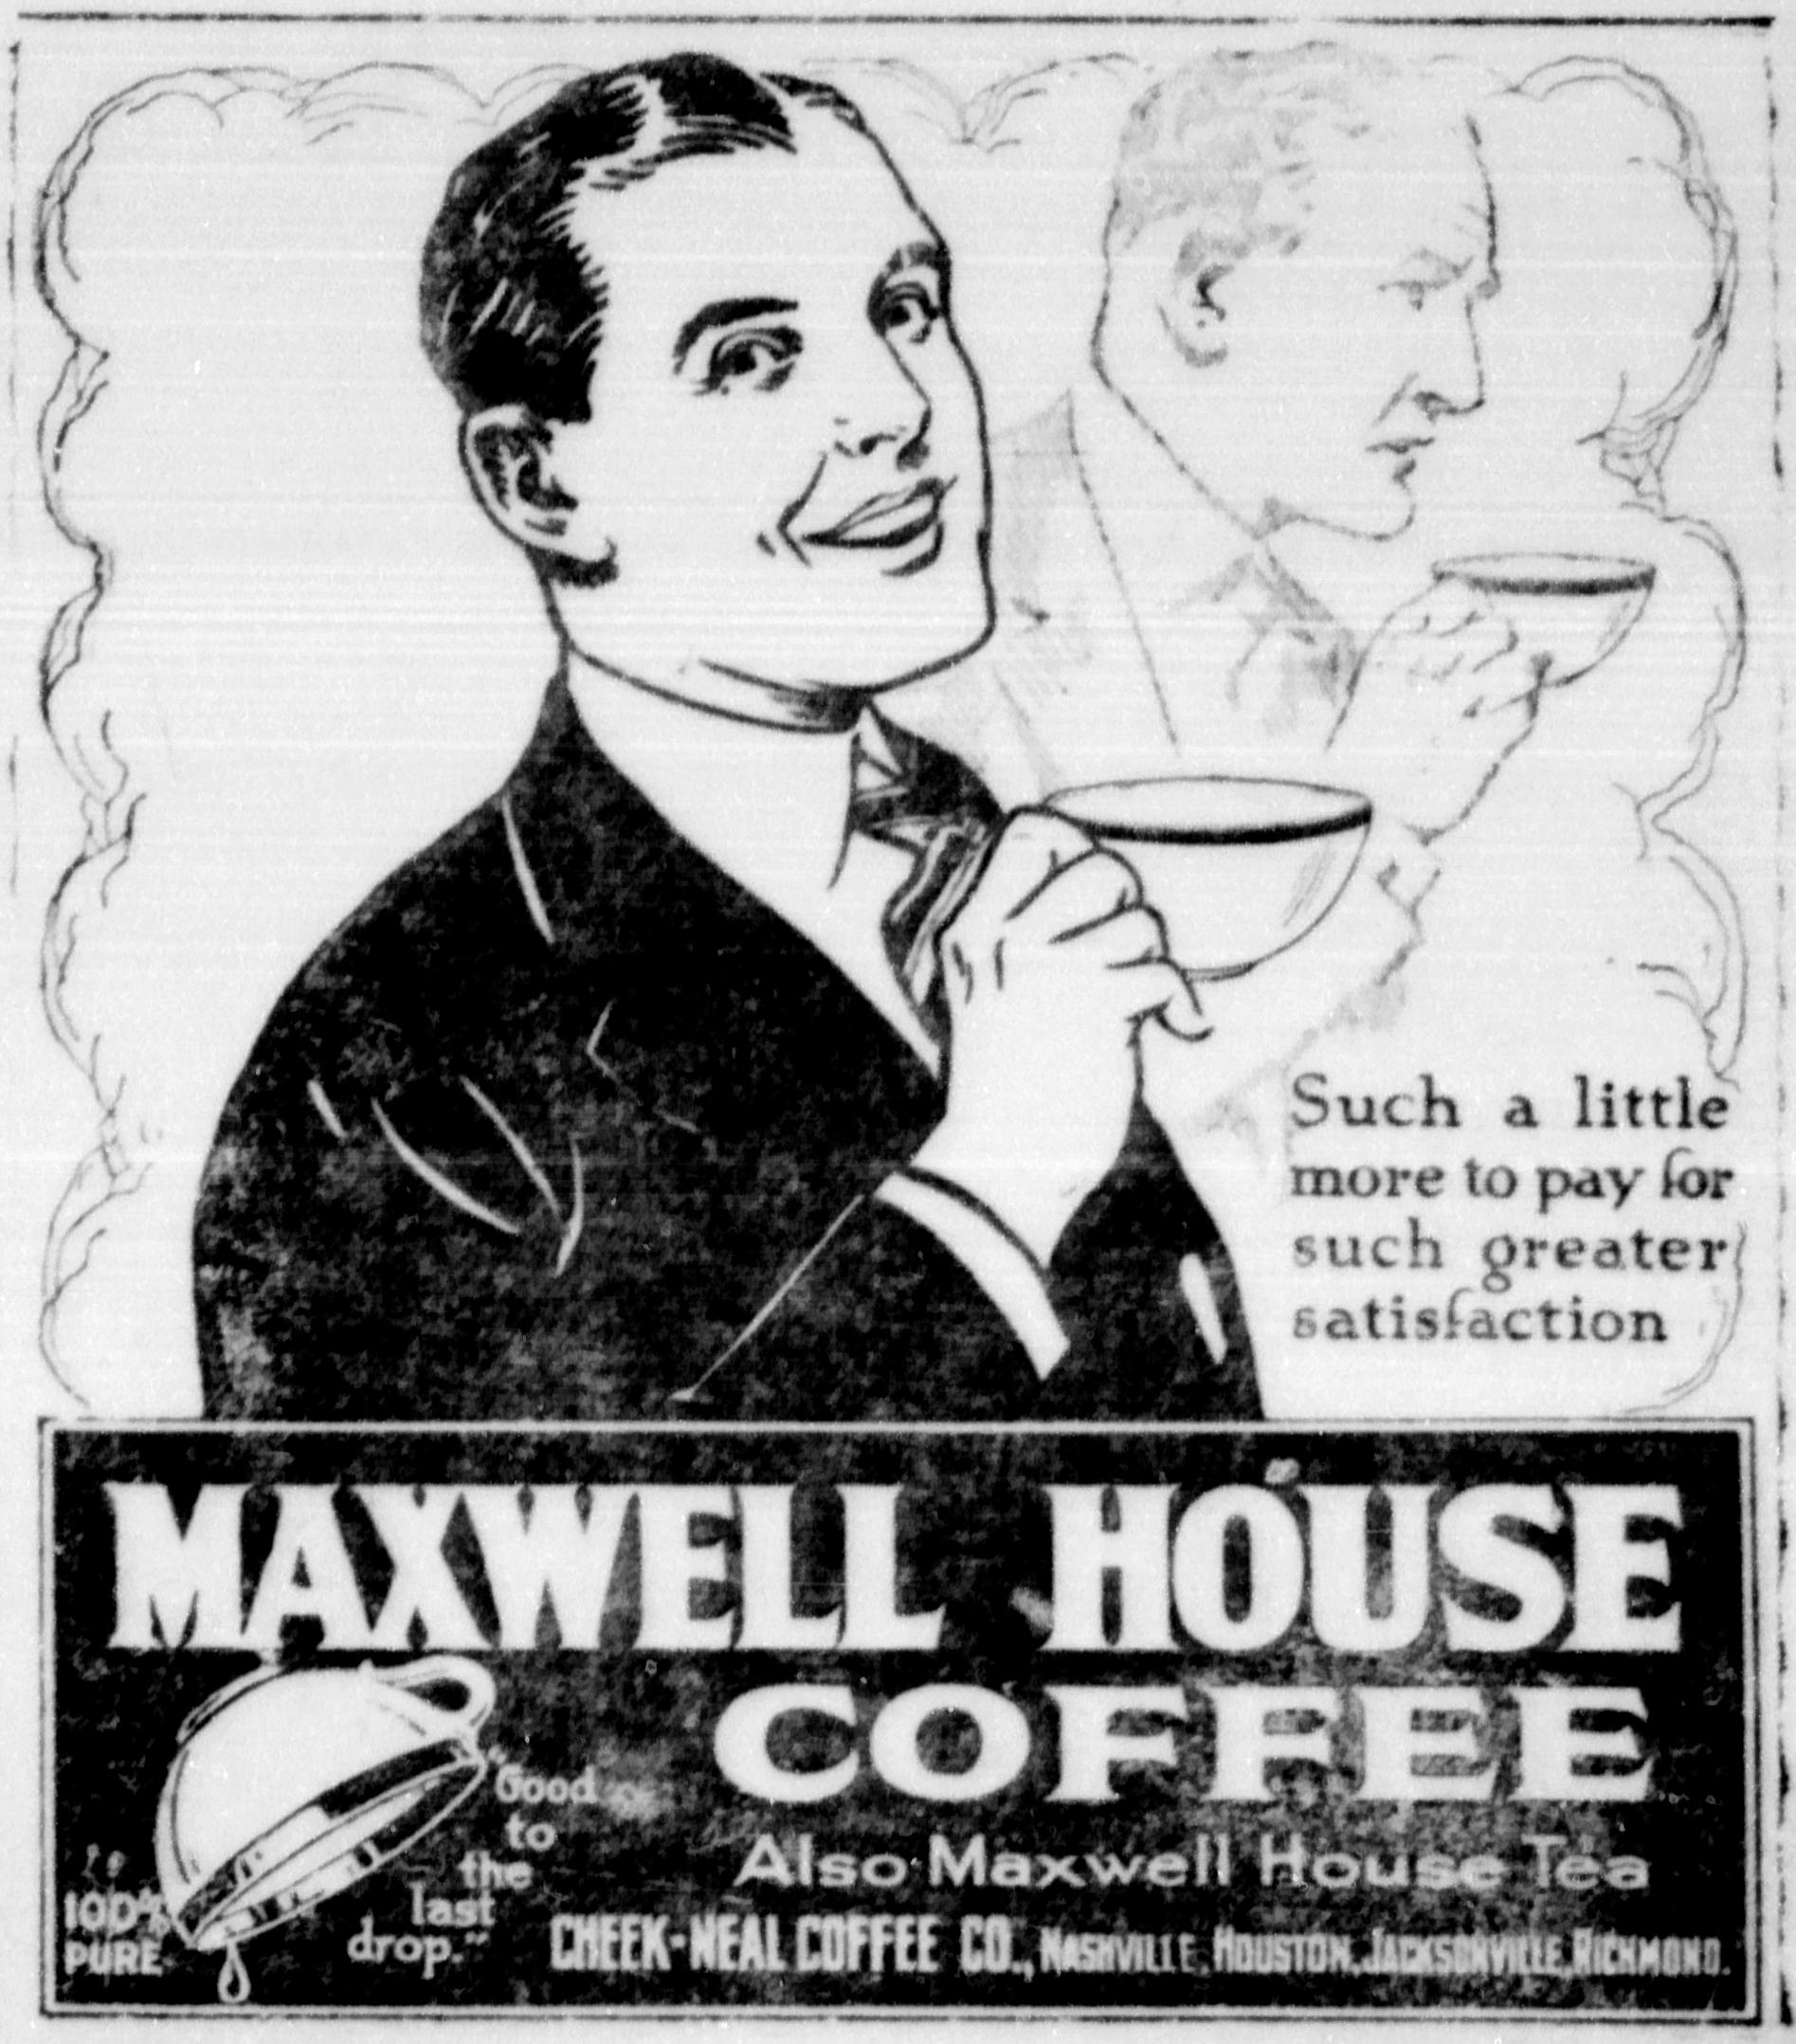 Such a little
more to pay for
such greater
satisfaction
MAXWELL HOUSE
COFFEE
Also Maxwell House Tea
"Good
to
the
last
drop."
100%
PURE
CHEEK-NEAL COFFEE CO., NASHVILLE, HOUSTON, JACKSONVILLE, RICHMOND.